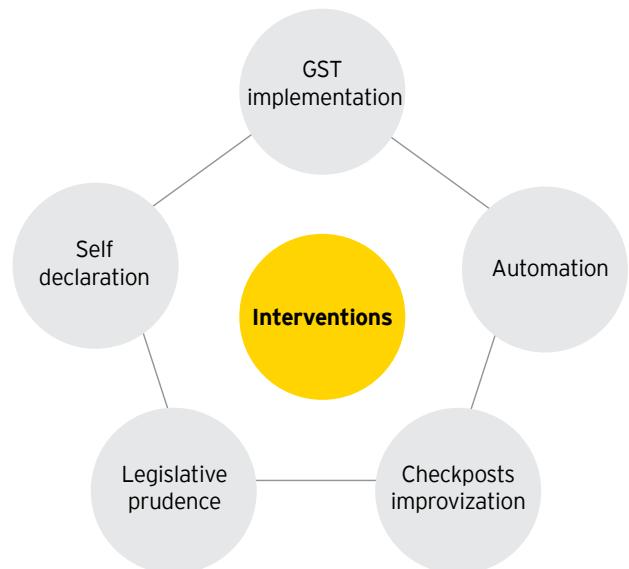 GST
implementation
Self
declaration
Automation
Interventions
Legislative
prudence
Checkposts
improvization